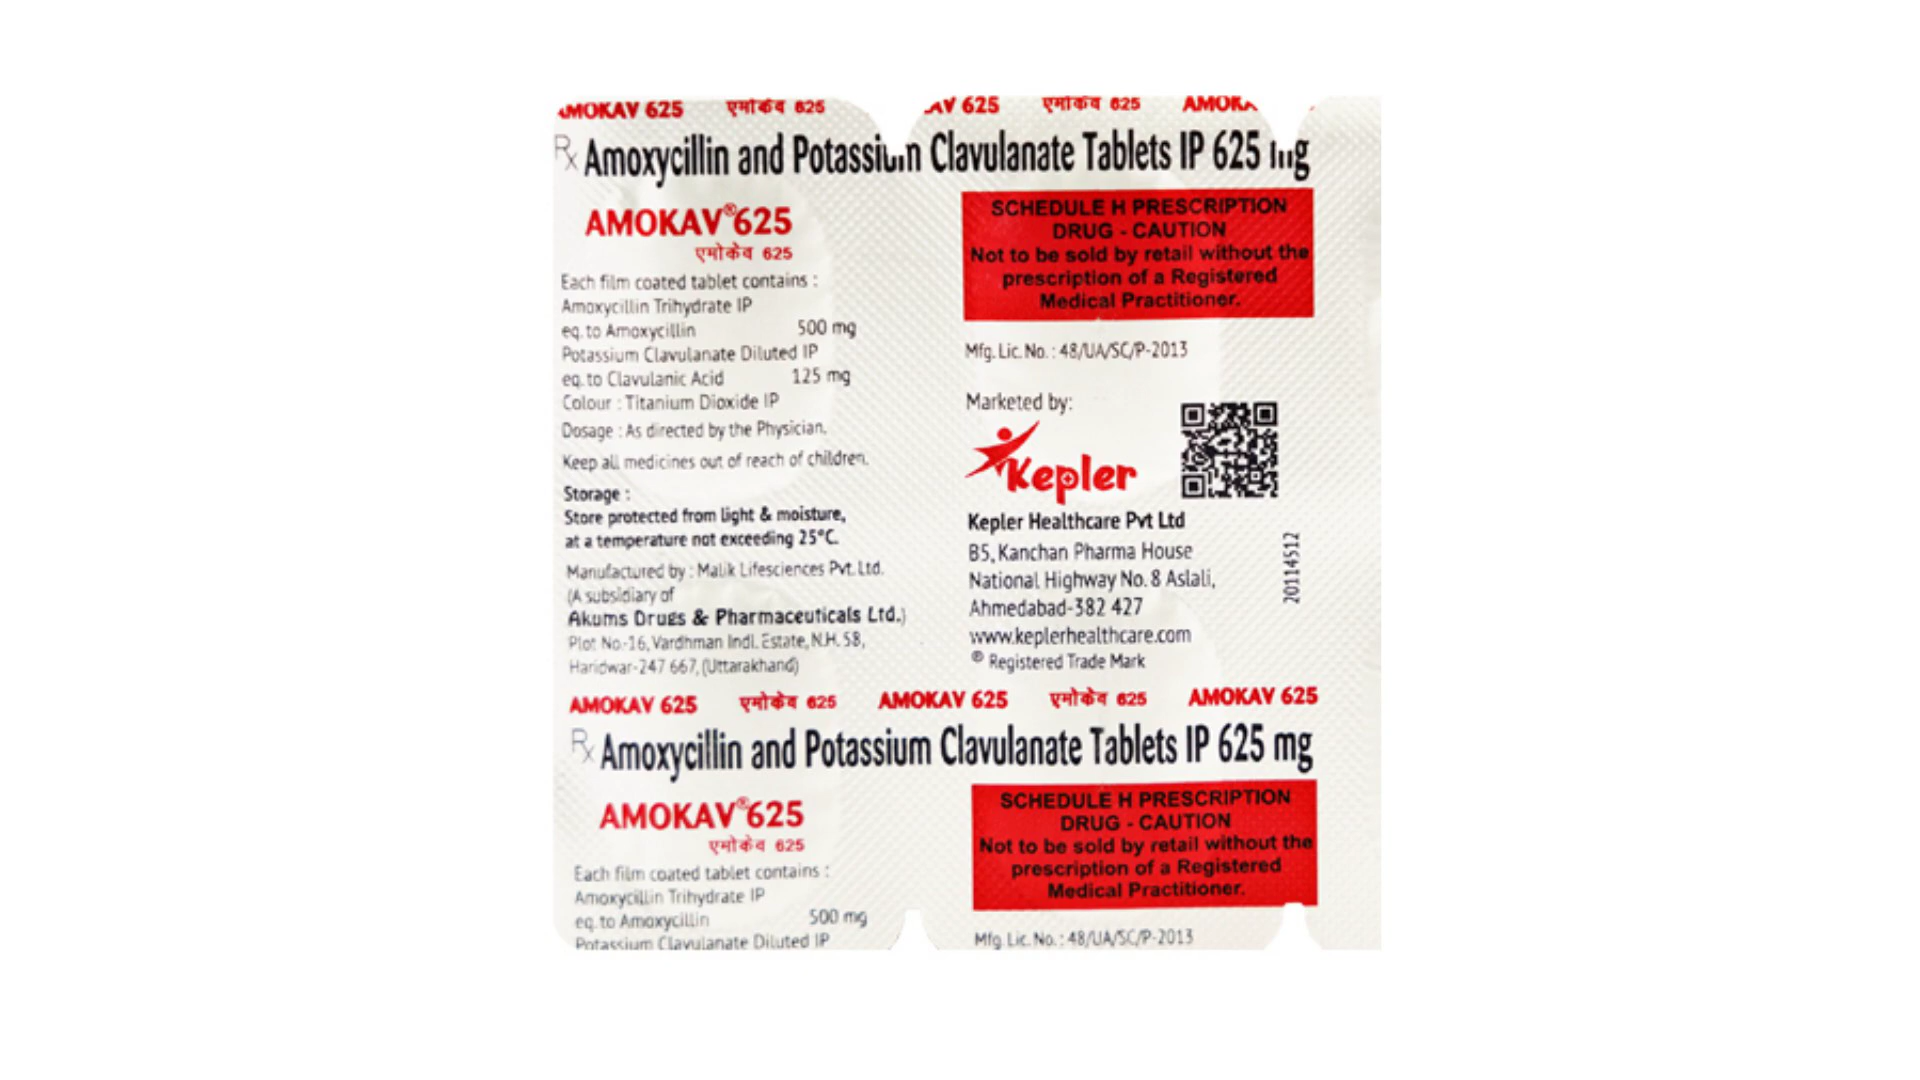 AMOKAV 625 एमोकेव 625 AV 625 एमोकेव 625 AMOKA
Rx Amoxycillin and Potassium Clavulanate Tablets IP 625 mg
AMOKAV® 625
एमोकेव 625
Each film coated tablet contains :
Amoxycillin Trihydrate IP
eq. to Amoxycillin 500 mg
Potassium Clavulanate Diluted IP
eq. to Clavulanic Acid 125 mg
Colour : Titanium Dioxide IP
Dosage : As directed by the Physician.
Keep all medicines out of reach of children.
Storage :
Store protected from light & moisture,
at a temperature not exceeding 25°C.
Manufactured by : Malik Lifesciences Pvt. Ltd.
(A subsidiary of
Akums Drugs & Pharmaceuticals Ltd.)
Plot No.-16, Vardhman Indl. Estate, N.H. 58,
Haridwar-247 667, (Uttarakhand)
SCHEDULE H PRESCRIPTION
DRUG - CAUTION
Not to be sold by retail without the
prescription of a Registered
Medical Practitioner.
Mfg. Lic. No. : 48/UA/SC/P-2013
Marketed by:
Kepler
Kepler Healthcare Pvt Ltd
B5, Kanchan Pharma House
National Highway No. 8 Aslali,
Ahmedabad-382 427
www.keplerhealthcare.com
® Registered Trade Mark
20114512
AMOKAV 625 एमोकेव 625 AMOKAV 625 एमोकेव 625 AMOKAV 625
Rx Amoxycillin and Potassium Clavulanate Tablets IP 625 mg
AMOKAV® 625
एमोकेव 625
Each film coated tablet contains :
Amoxycillin Trihydrate IP
eq. to Amoxycillin 500 mg
Potassium Clavulanate Diluted IP
SCHEDULE H PRESCRIPTION
DRUG - CAUTION
Not to be sold by retail without the
prescription of a Registered
Medical Practitioner.
Mfg. Lic. No. : 48/UA/SC/P-2013